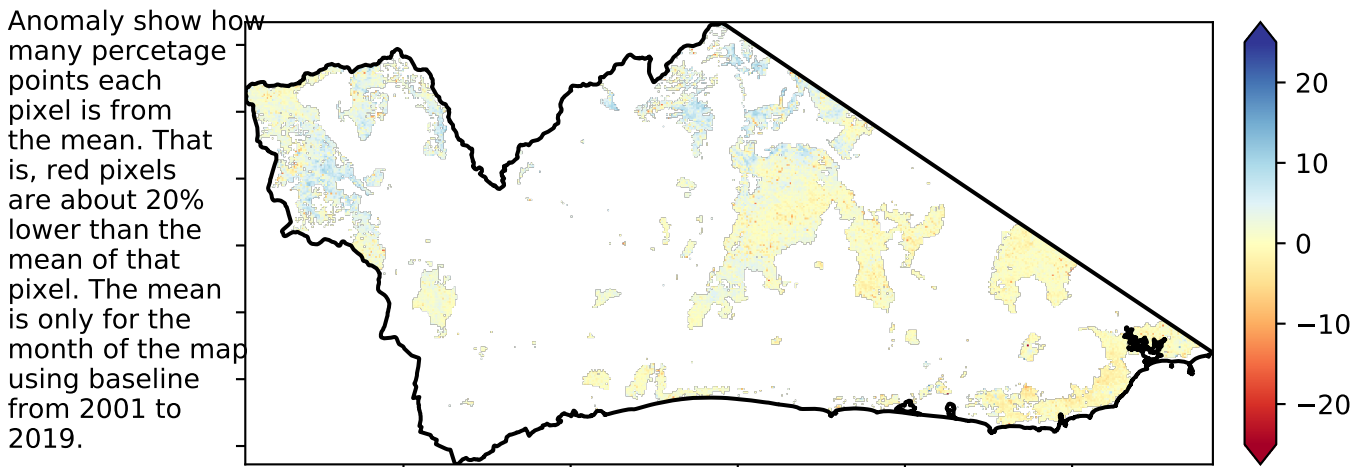 Anomaly show how
many percetage
points each
pixel is from
the mean. That
is, red pixels
are about 20%
lower than the
mean of that
pixel. The mean
is only for the
month of the map
using baseline
from 2001 to
2019.
20
10
0
−10
−20